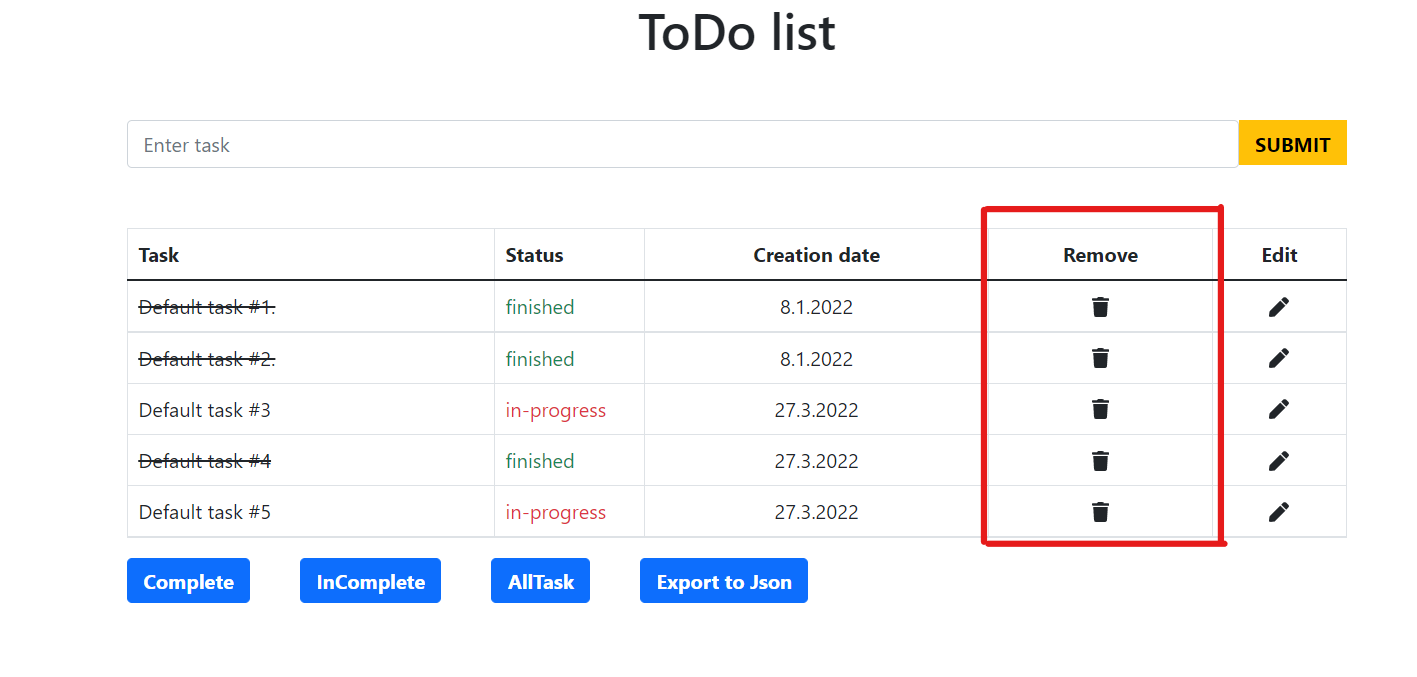 ToDo list
Enter task
SUBMIT
Task Status Creation date Remove Edit
Default task #1. finished 8.1.2022
Default task #2. finished 8.1.2022
Default task #3 in-progress 27.3.2022
Default task #4 finished 27.3.2022
Default task #5 in-progress 27.3.2022
Complete InComplete AllTask Export to Json